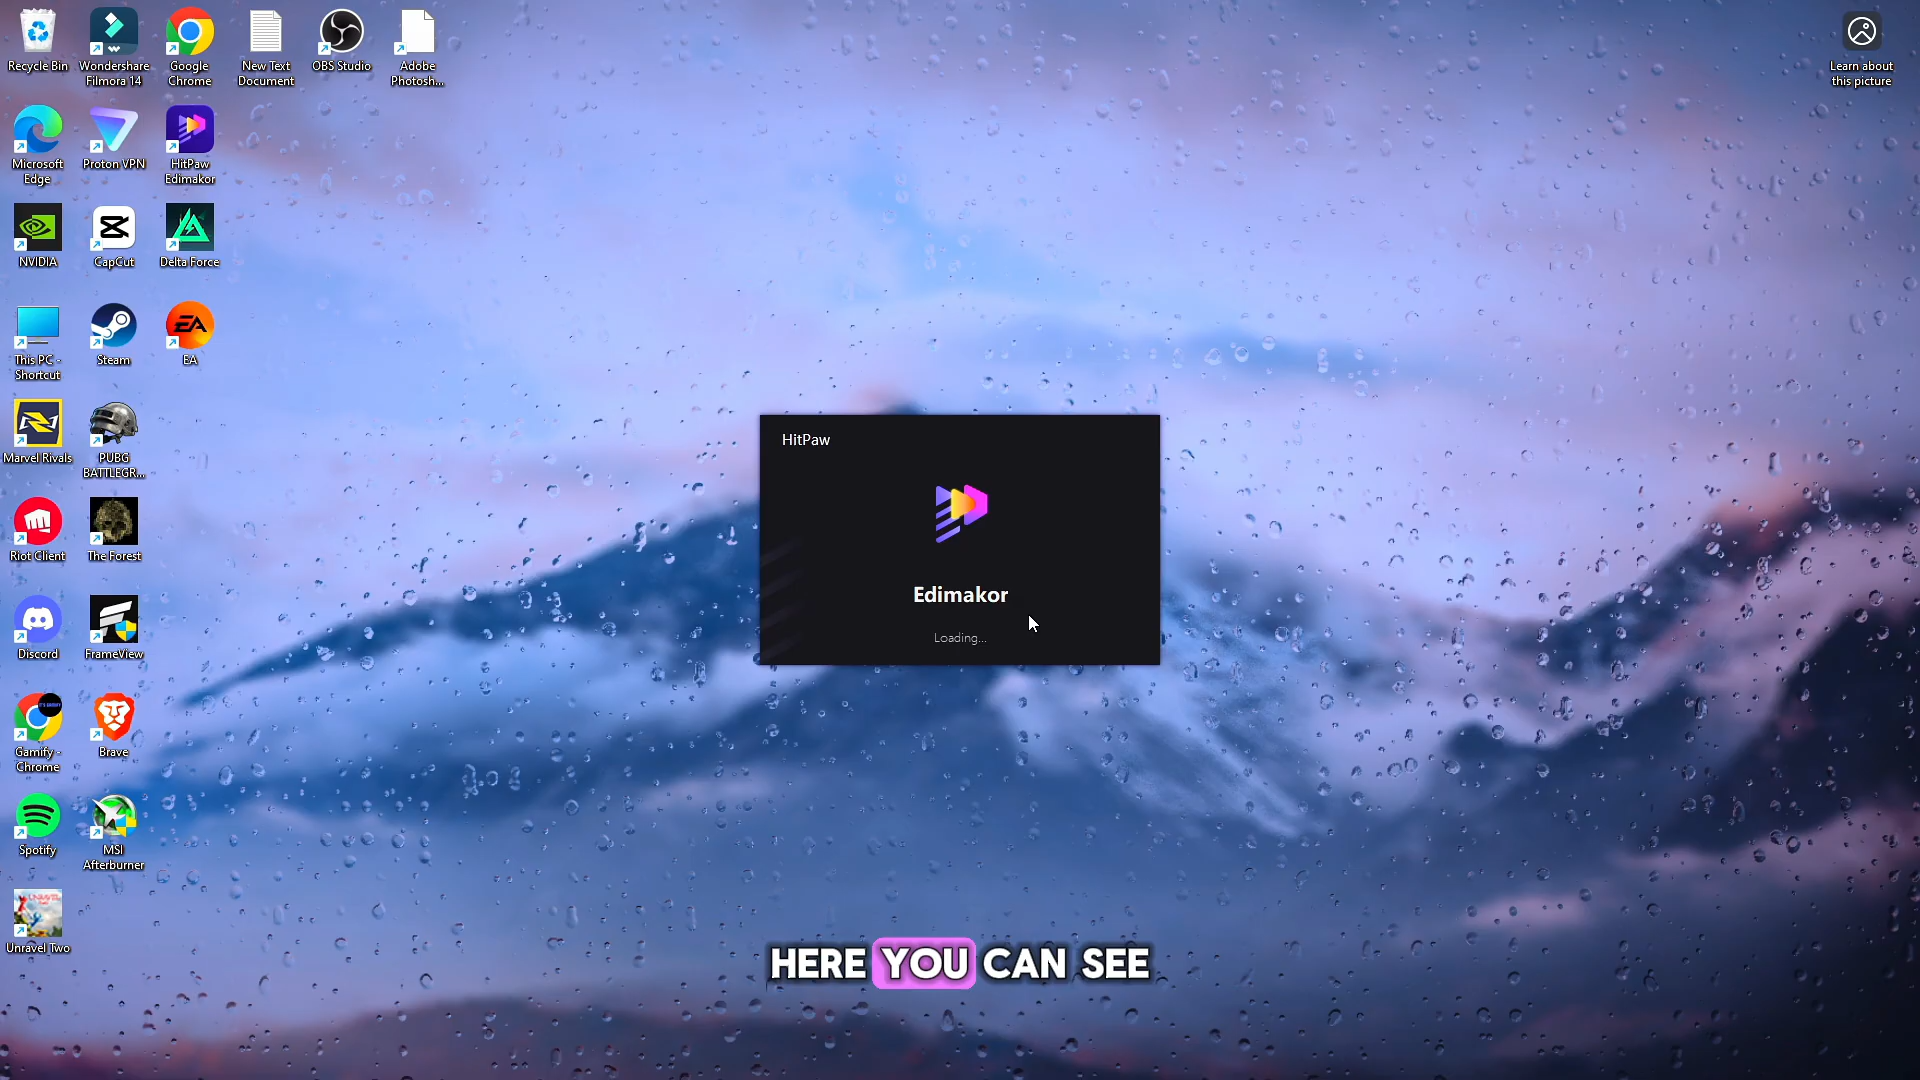 Recycle Bin
Wondershare
Filmora 14
Google
Chrome
New Text
Document
OBS Studio
Adobe
Photosh...
Learn about
this picture
Microsoft
Edge
Proton VPN
HitPaw
Edimakor
NVIDIA
CapCut
Delta Force
This PC -
Shortcut
Steam
EA
EA
Marvel Rivals
PUBG
BATTLEGR...
Riot Client
The Forest
Discord
FrameView
Gamify -
Chrome
Brave
Spotify
MSI
Afterburner
Unravel Two
HitPaw
Edimakor
Loading...
HERE YOU CAN SEE